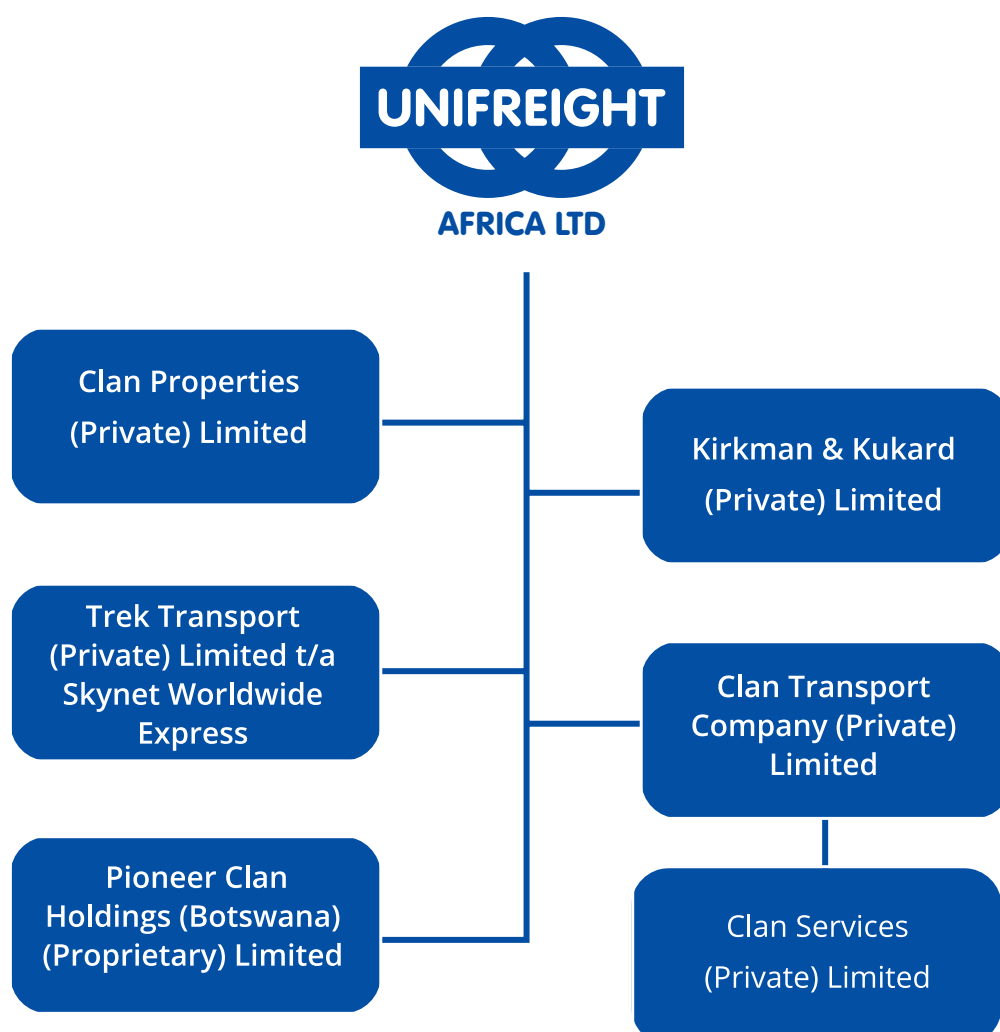 UNIFREIGHT
AFRICA LTD
Clan Properties
(Private) Limited
Kirkman & Kukard
(Private) Limited
Trek Transport
(Private) Limited t/a
Skynet Worldwide
Express
Clan Transport
Company (Private)
Limited
Pioneer Clan
Holdings (Botswana)
(Proprietary) Limited
Clan Services
(Private) Limited